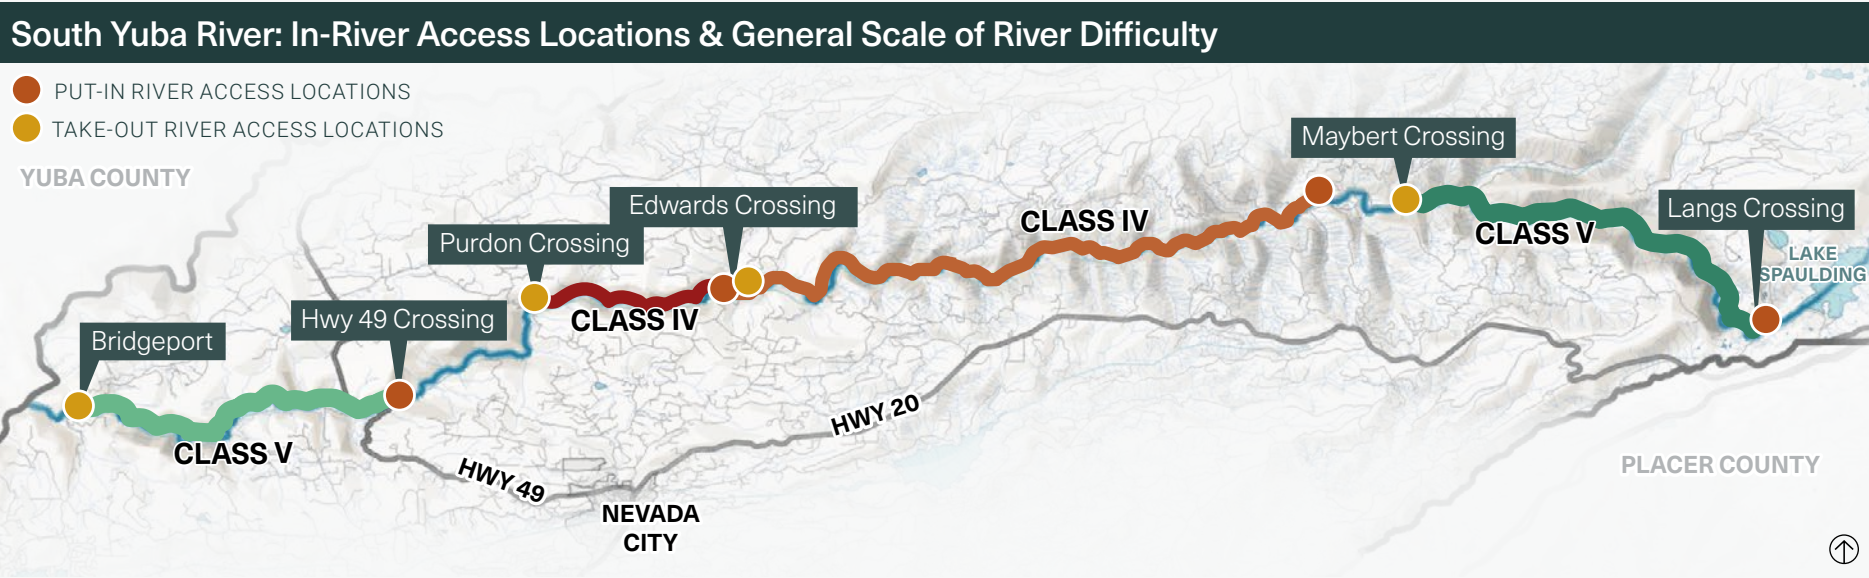 South Yuba River: In-River Access Locations & General Scale of River Difficulty
PUT-IN RIVER ACCESS LOCATIONS
TAKE-OUT RIVER ACCESS LOCATIONS
YUBA COUNTY
Maybert Crossing
Edwards Crossing
Langs Crossing
Purdon Crossing
CLASS IV
CLASS V
LAKE
SPAULDING
Hwy 49 Crossing
CLASS IV
Bridgeport
HWY 20
CLASS V
HWY 49
PLACER COUNTY
NEVADA
CITY